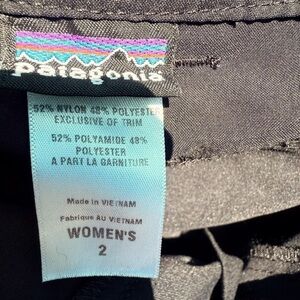 patagonia
52% NYLON 48% POLYESTER
EXCLUSIVE OF TRIM
52% POLYAMIDE 48%
POLYESTER
A PART LA GARNITURE
Made in VIETNAM
Fabrique AU VIETNAM
WOMEN'S
2